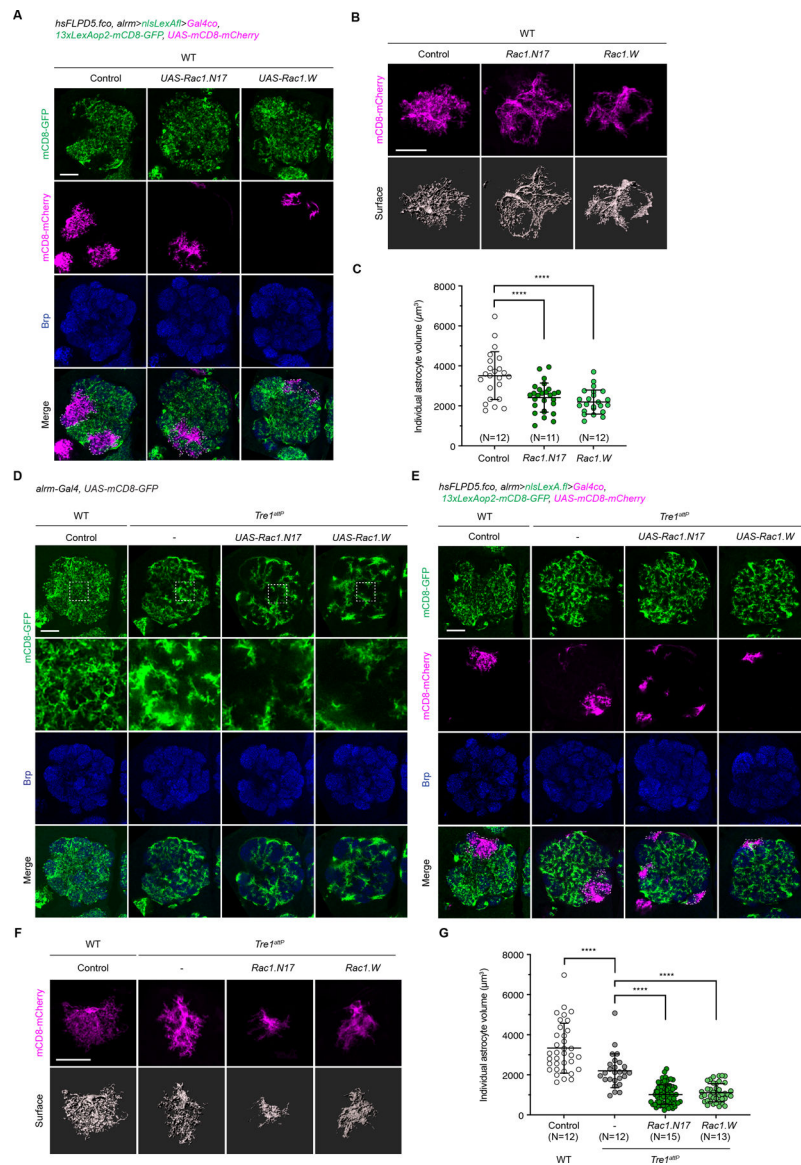 A
hsFLPD5.fco, alrm>nlsLexAfl>Gal4co,
13xLexAop2-mCD8-GFP, UAS-mCD8-mCherry
WT
Control UAS-Rac1.N17 UAS-Rac1.W
mCD8-GFP
mCD8-mCherry
Brp
Merge
B
WT
Control Rac1.N17 Rac1.W
mCD8-mCherry
Surface
C
Individual astrocyte volume (μm³)
8000
6000
4000
2000
0
****
****
(N=12) (N=11) (N=12)
Control Rac1.N17 Rac1.W
D
alrm-Gal4, UAS-mCD8-GFP
WT Tre1attP
Control - UAS-Rac1.N17 UAS-Rac1.W
mCD8-GFP
Brp
Merge
E
hsFLPD5.fco, alrm>nlsLexA.fl>Gal4co,
13xLexAop2-mCD8-GFP, UAS-mCD8-mCherry
WT Tre1attP
Control - UAS-Rac1.N17 UAS-Rac1.W
mCD8-GFP
mCD8-mCherry
Brp
Merge
F
WT Tre1attP
Control - Rac1.N17 Rac1.W
mCD8-mCherry
Surface
G
Individual astrocyte volume (μm³)
8000
6000
4000
2000
0
****
****
****
Control - Rac1.N17 Rac1.W
(N=12) (N=12) (N=15) (N=13)
WT Tre1attP